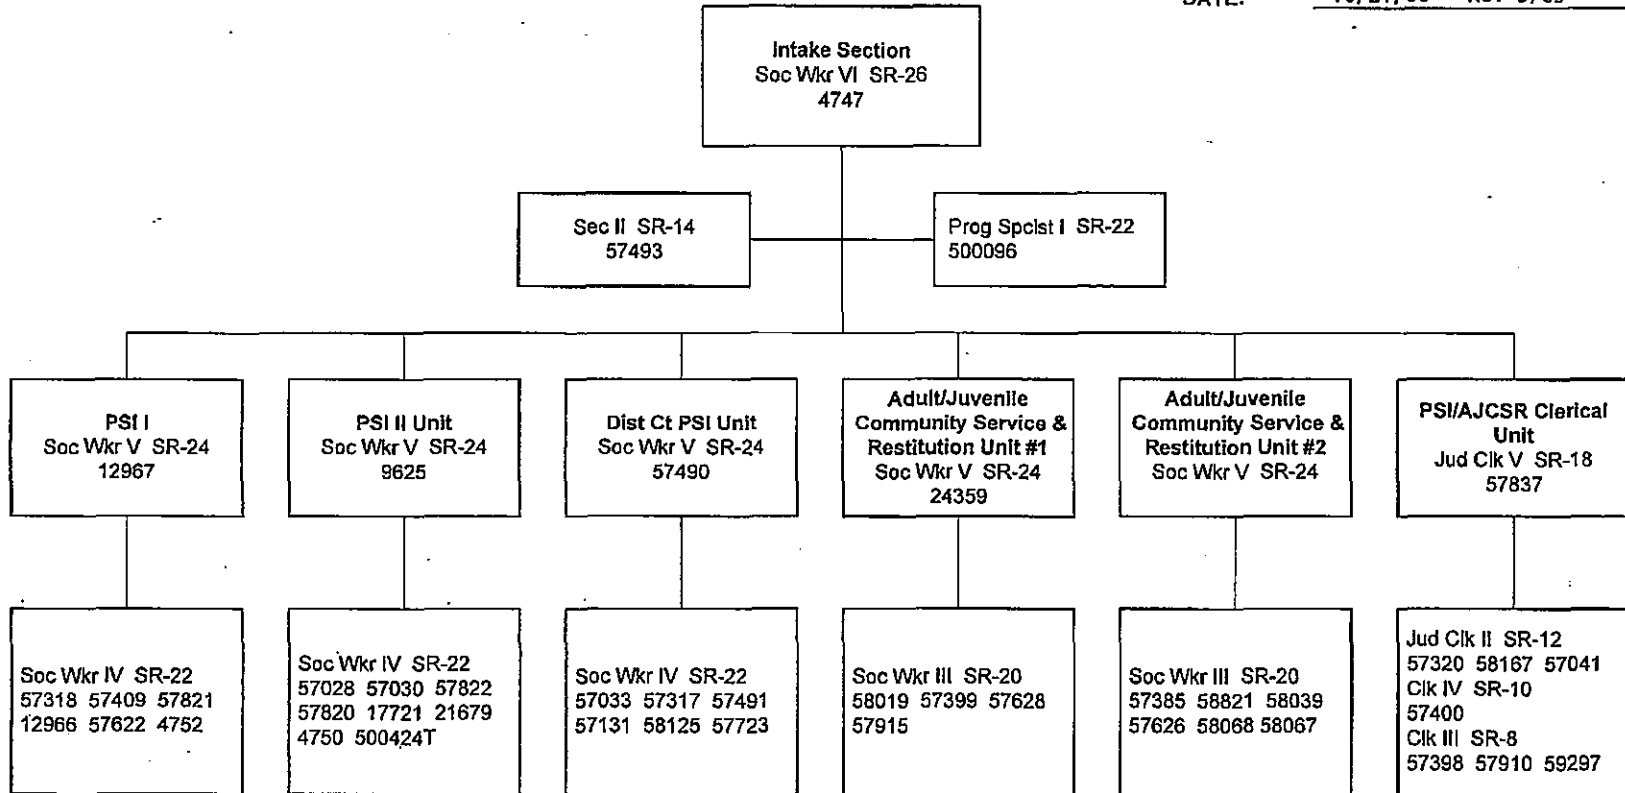 DATE:
Intake Section
Soc Wkr VI SR-26
4747
Sec II SR-14
57493
Prog Spclst I SR-22
500096
PSI I
Soc Wkr V SR-24
12967
PSI II Unit
Soc Wkr V SR-24
9625
Dist Ct PSI Unit
Soc Wkr V SR-24
57490
Adult/Juvenile
Community Service &
Restitution Unit #1
Soc Wkr V SR-24
24359
Adult/Juvenile
Community Service &
Restitution Unit #2
Soc Wkr V SR-24
PSI/AJCSR Clerical
Unit
Jud Clk V SR-18
57837
Soc Wkr IV SR-22
57318 57409 57821
12966 57622 4752
Soc Wkr IV SR-22
57028 57030 57822
57820 17721 21679
4750 500424T
Soc Wkr IV SR-22
57033 57317 57491
57131 58125 57723
Soc Wkr III SR-20
58019 57399 57628
57915
Soc Wkr III SR-20
57385 58821 58039
57626 58068 58067
Jud Clk II SR-12
57320 58167 57041
Clk IV SR-10
57400
Clk III SR-8
57398 57910 59297